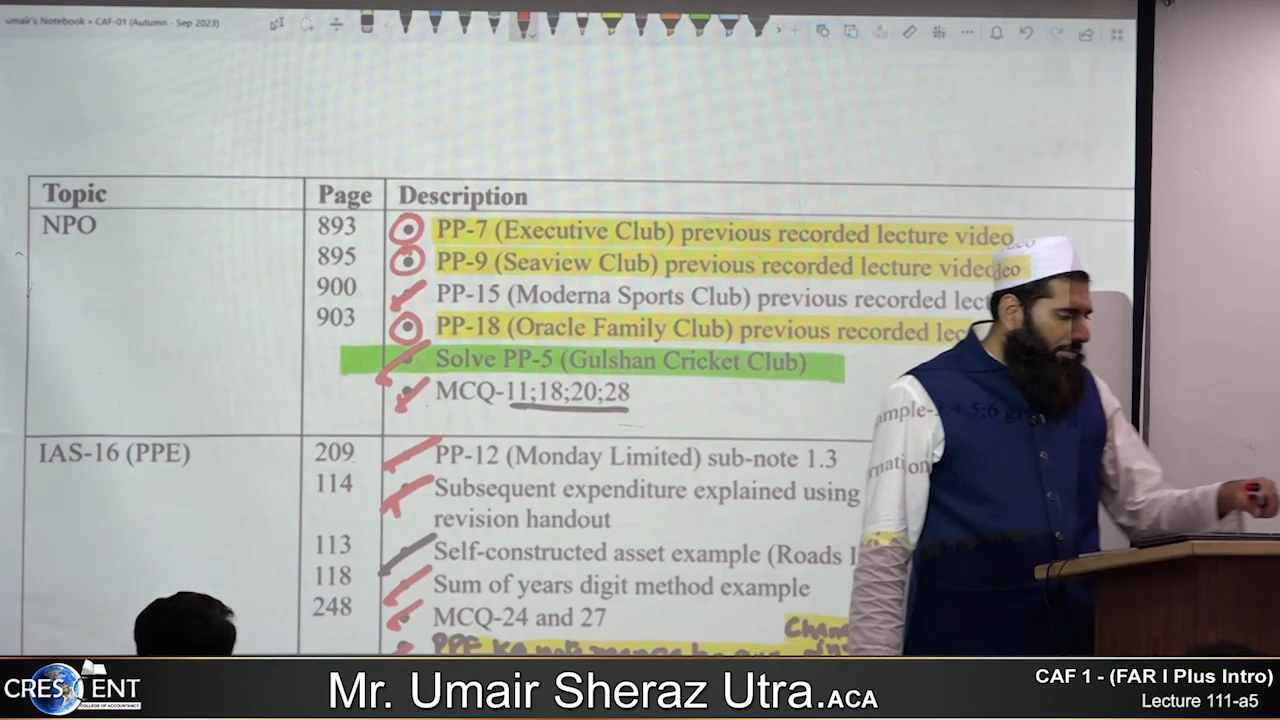 umair's Notebook » CAF-01 (Autumn - Sep 2023)
Topic Page Description
NPO 893 PP-7 (Executive Club) previous recorded lecture video
895 PP-9 (Seaview Club) previous recorded lecture
900 PP-15 (Moderna Sports Club) previous recorded
903 PP-18 (Oracle Family Club) previous recorded
Solve PP-5 (Gulshan Cricket Club)
MCQ-11;18;20;28
IAS-16 (PPE) 209 PP-12 (Monday Limited) sub-note 1.3
114 Subsequent expenditure explained using
revision handout
113 Self-constructed asset example (Roads
118 Sum of years digit method example
248 MCQ-24 and 27
CRESCENT
COLLEGE OF ACCOUNTANCY
Mr. Umair Sheraz Utra.ACA
CAF 1 - (FAR I Plus Intro)
Lecture 111-a5